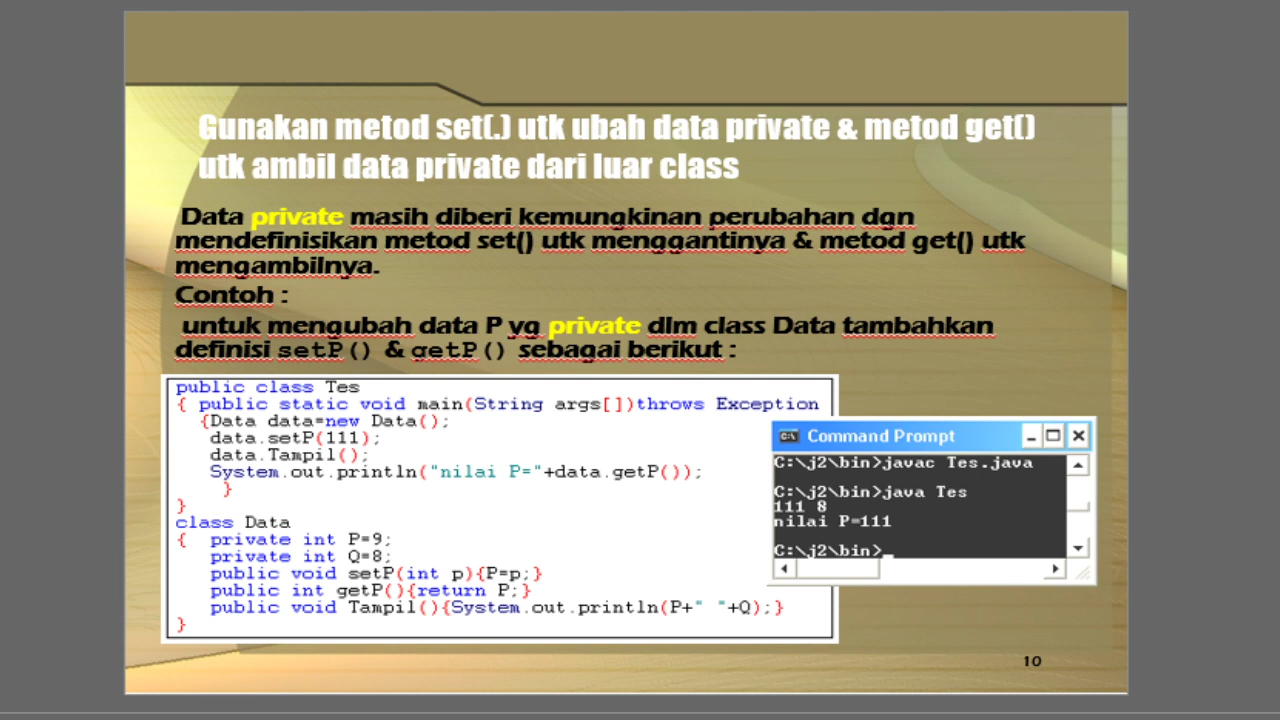 Gunakan metod set(.) utk ubah data private & metod get()
utk ambil data private dari luar class
Data private masih diberi kemungkinan perubahan dgn
mendefinisikan metod set() utk menggantinya & metod get() utk
mengambilnya.
Contoh :
untuk mengubah data P yg private dlm class Data tambahkan
definisi setP() & getP() sebagai berikut :
public class Tes
{ public static void main(String args[])throws Exception
{Data data=new Data();
data.setP(111);
data.Tampil();
System.out.println("nilai P="+data.getP());
}
}
class Data
{ private int P=9;
private int Q=8;
public void setP(int p){P=p;}
public int getP(){return P;}
public void Tampil(){System.out.println(P+" "+Q);}
}
Command Prompt
C:\j2\bin>javac Tes.java
C:\j2\bin>java Tes
111 8
nilai P=111
C:\j2\bin>_
10